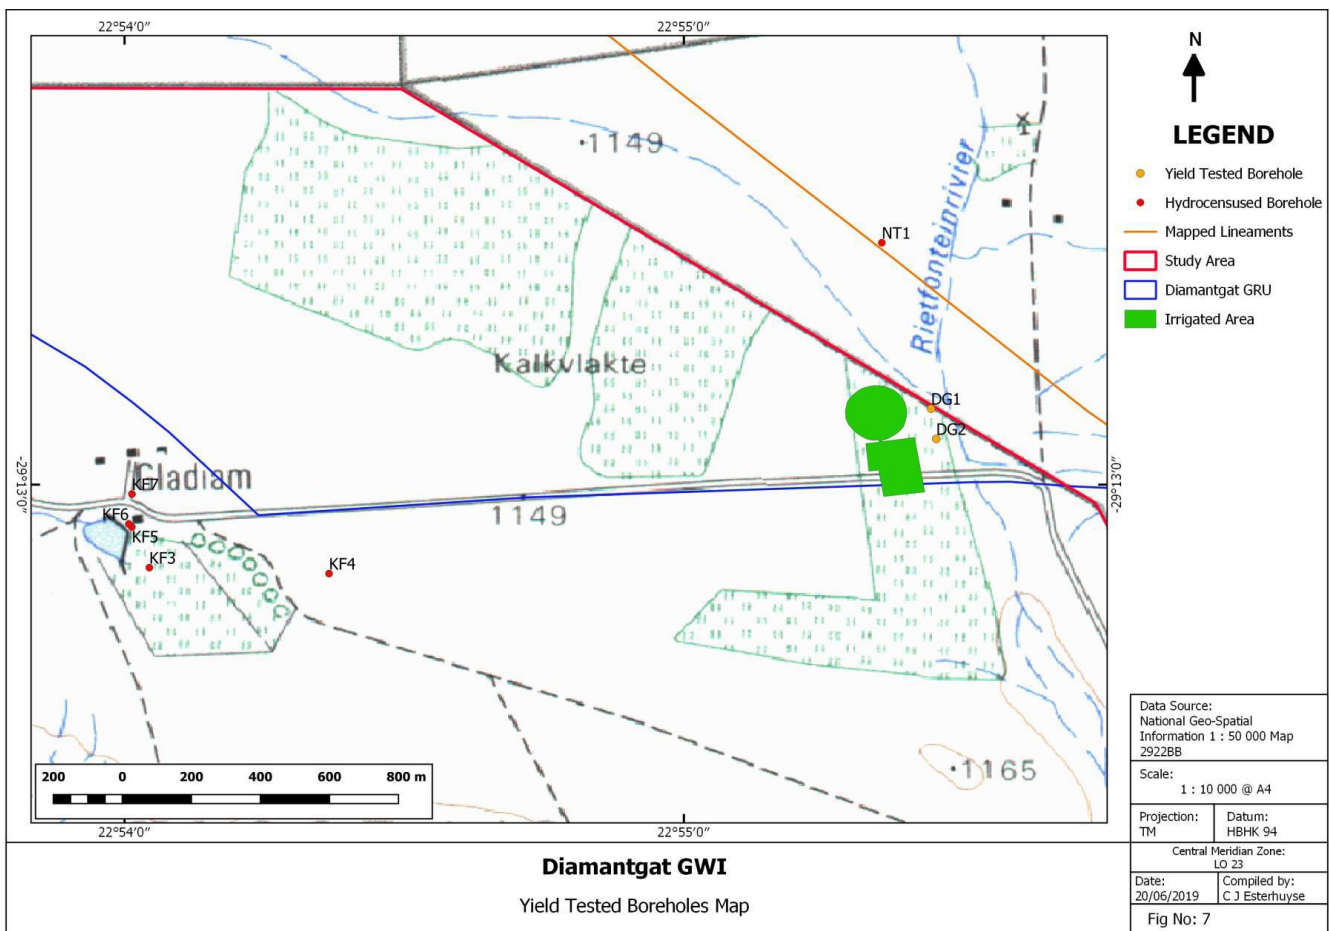 22°54′0″
22°55′0″
N
LEGEND
Yield Tested Borehole
Hydrocensused Borehole
Mapped Lineaments
Study Area
Diamantgat GRU
Irrigated Area
1149
Rietfonteinrivier
NT1
Kalkvlakte
DG1
DG2
-29°13′0″
-29°13′0″
Cladiam
KF7
KF6
KF5
KF3
KF4
1149
1165
200 0 200 400 600 800 m
22°54′0″
22°55′0″
Data Source:
National Geo-Spatial
Information 1 : 50 000 Map
2922BB
Scale:
1 : 10 000 @ A4
Projection:
TM
Datum:
HBHK 94
Central Meridian Zone:
LO 23
Date:
20/06/2019
Compiled by:
C J Esterhuyse
Fig No: 7
Diamantgat GWI
Yield Tested Boreholes Map